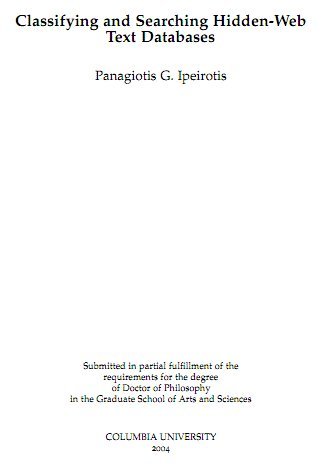 Classifying and Searching Hidden-Web
Text Databases
Panagiotis G. Ipeirotis
Submitted in partial fulfillment of the
requirements for the degree
of Doctor of Philosophy
in the Graduate School of Arts and Sciences
COLUMBIA UNIVERSITY
2004